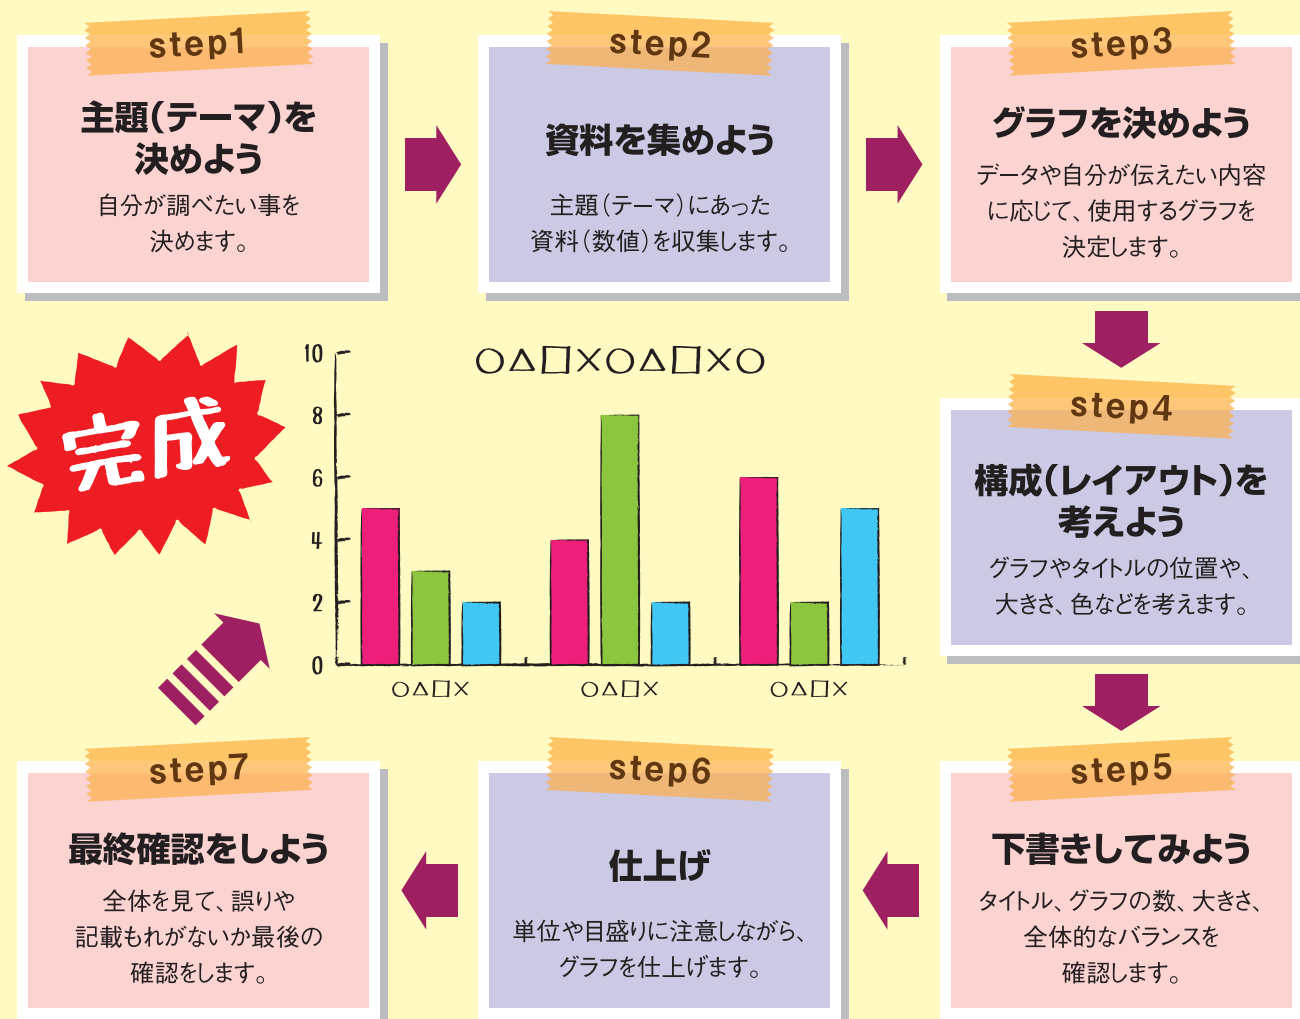 step1
主題（テーマ）を
決めよう
自分が調べたい事を
決めます。
step2
資料を集めよう
主題（テーマ）にあった
資料（数値）を収集します。
step3
グラフを決めよう
データや自分が伝えたい内容
に応じて、使用するグラフを
決定します。
step4
構成（レイアウト）を
考えよう
グラフやタイトルの位置や、
大きさ、色などを考えます。
step5
下書きしてみよう
タイトル、グラフの数、大きさ、
全体的なバランスを
確認します。
step6
仕上げ
単位や目盛りに注意しながら、
グラフを仕上げます。
step7
最終確認をしよう
全体を見て、誤りや
記載もれがないか最後の
確認をします。
完成
○△□×○△□×○
10
8
6
4
2
0
○△□×
○△□×
○△□×